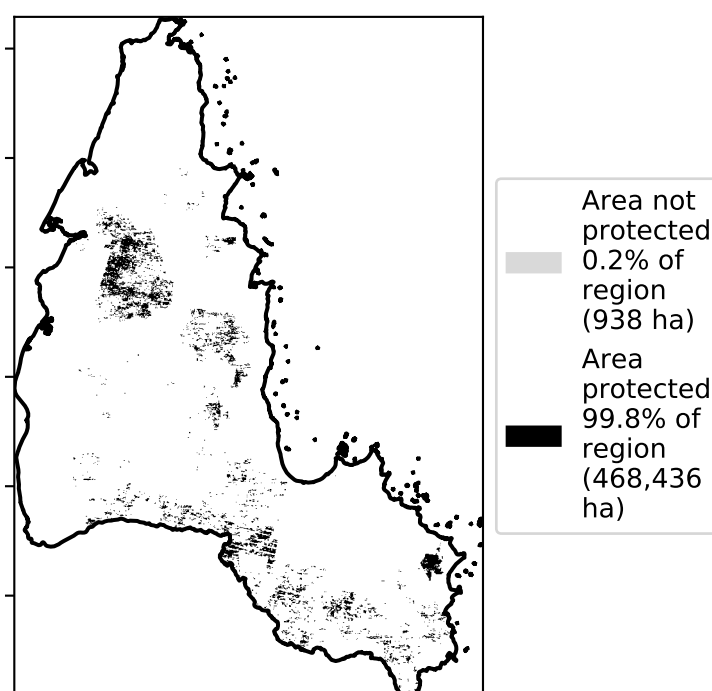 Area not
protected
0.2% of
region
(938 ha)
Area
protected
99.8% of
region
(468,436
ha)